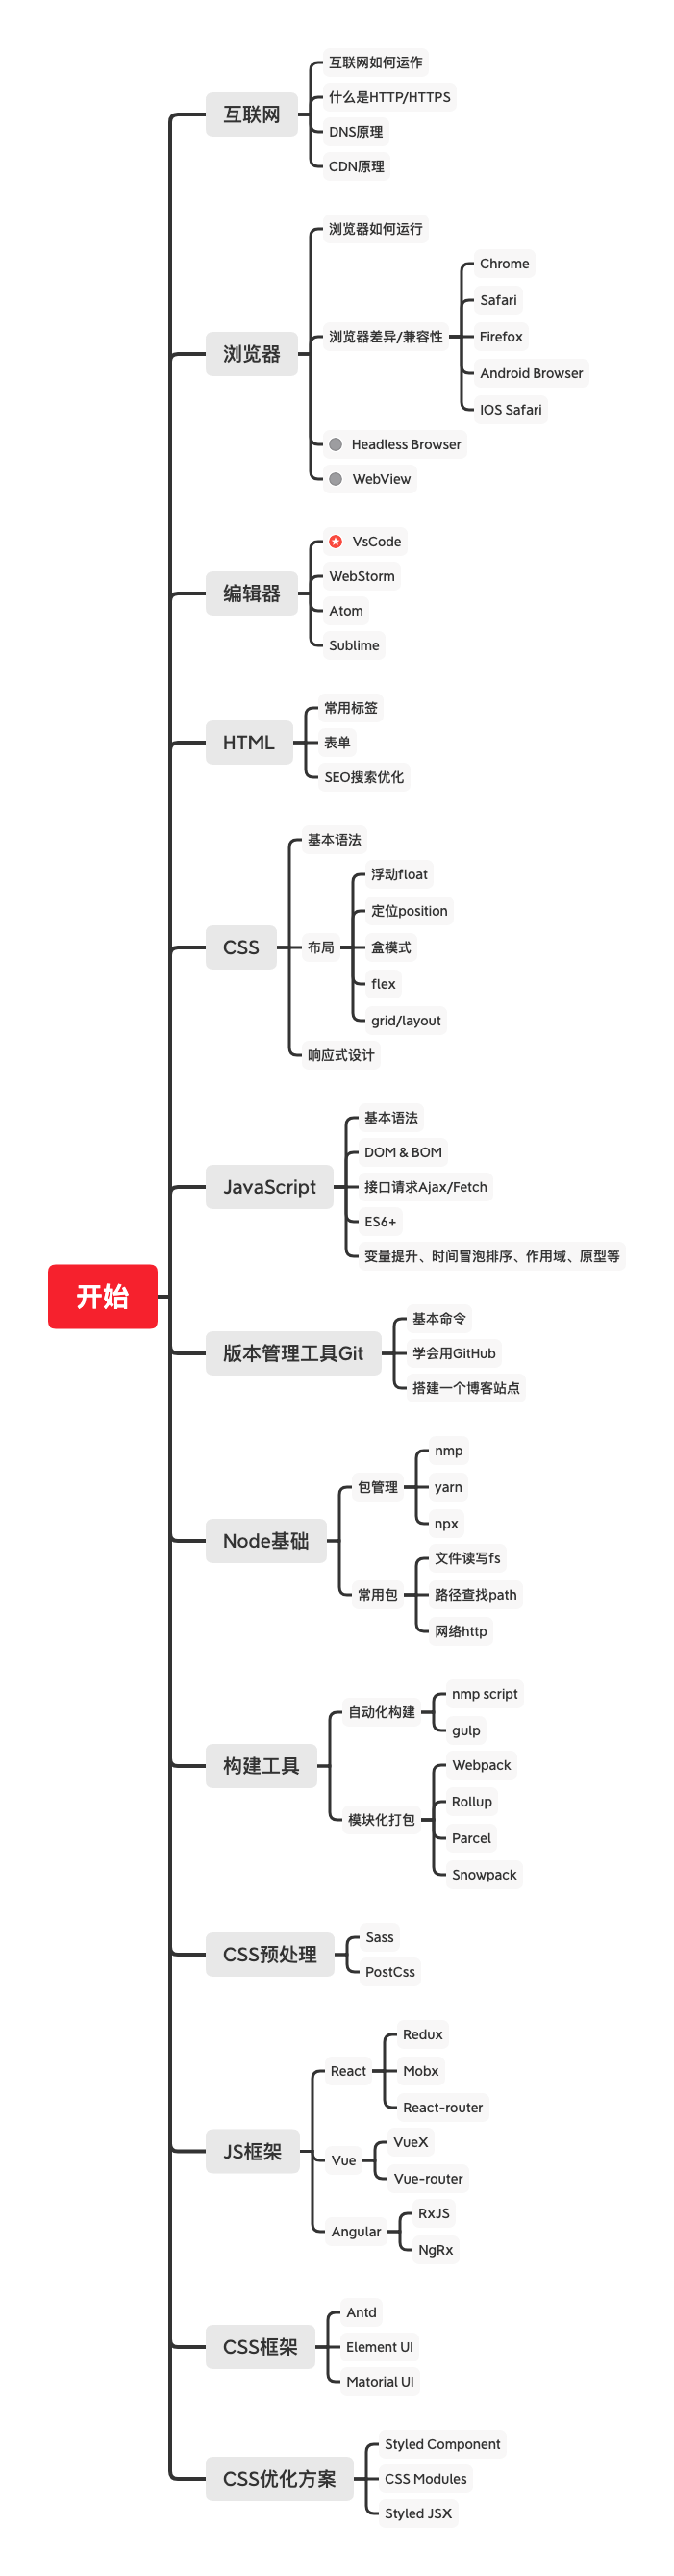 开始
互联网
互联网如何运作
什么是HTTP/HTTPS
DNS原理
CDN原理
浏览器
浏览器如何运行
浏览器差异/兼容性
Chrome
Safari
Firefox
Android Browser
IOS Safari
Headless Browser
WebView
编辑器
VsCode
WebStorm
Atom
Sublime
HTML
常用标签
表单
SEO搜索优化
CSS
基本语法
布局
浮动float
定位position
盒模式
flex
grid/layout
响应式设计
JavaScript
基本语法
DOM & BOM
接口请求Ajax/Fetch
ES6+
变量提升、时间冒泡排序、作用域、原型等
版本管理工具Git
基本命令
学会用GitHub
搭建一个博客站点
Node基础
包管理
nmp
yarn
npx
常用包
文件读写fs
路径查找path
网络http
构建工具
自动化构建
nmp script
gulp
模块化打包
Webpack
Rollup
Parcel
Snowpack
CSS预处理
Sass
PostCss
JS框架
React
Redux
Mobx
React-router
Vue
VueX
Vue-router
Angular
RxJS
NgRx
CSS框架
Antd
Element UI
Matorial UI
CSS优化方案
Styled Component
CSS Modules
Styled JSX